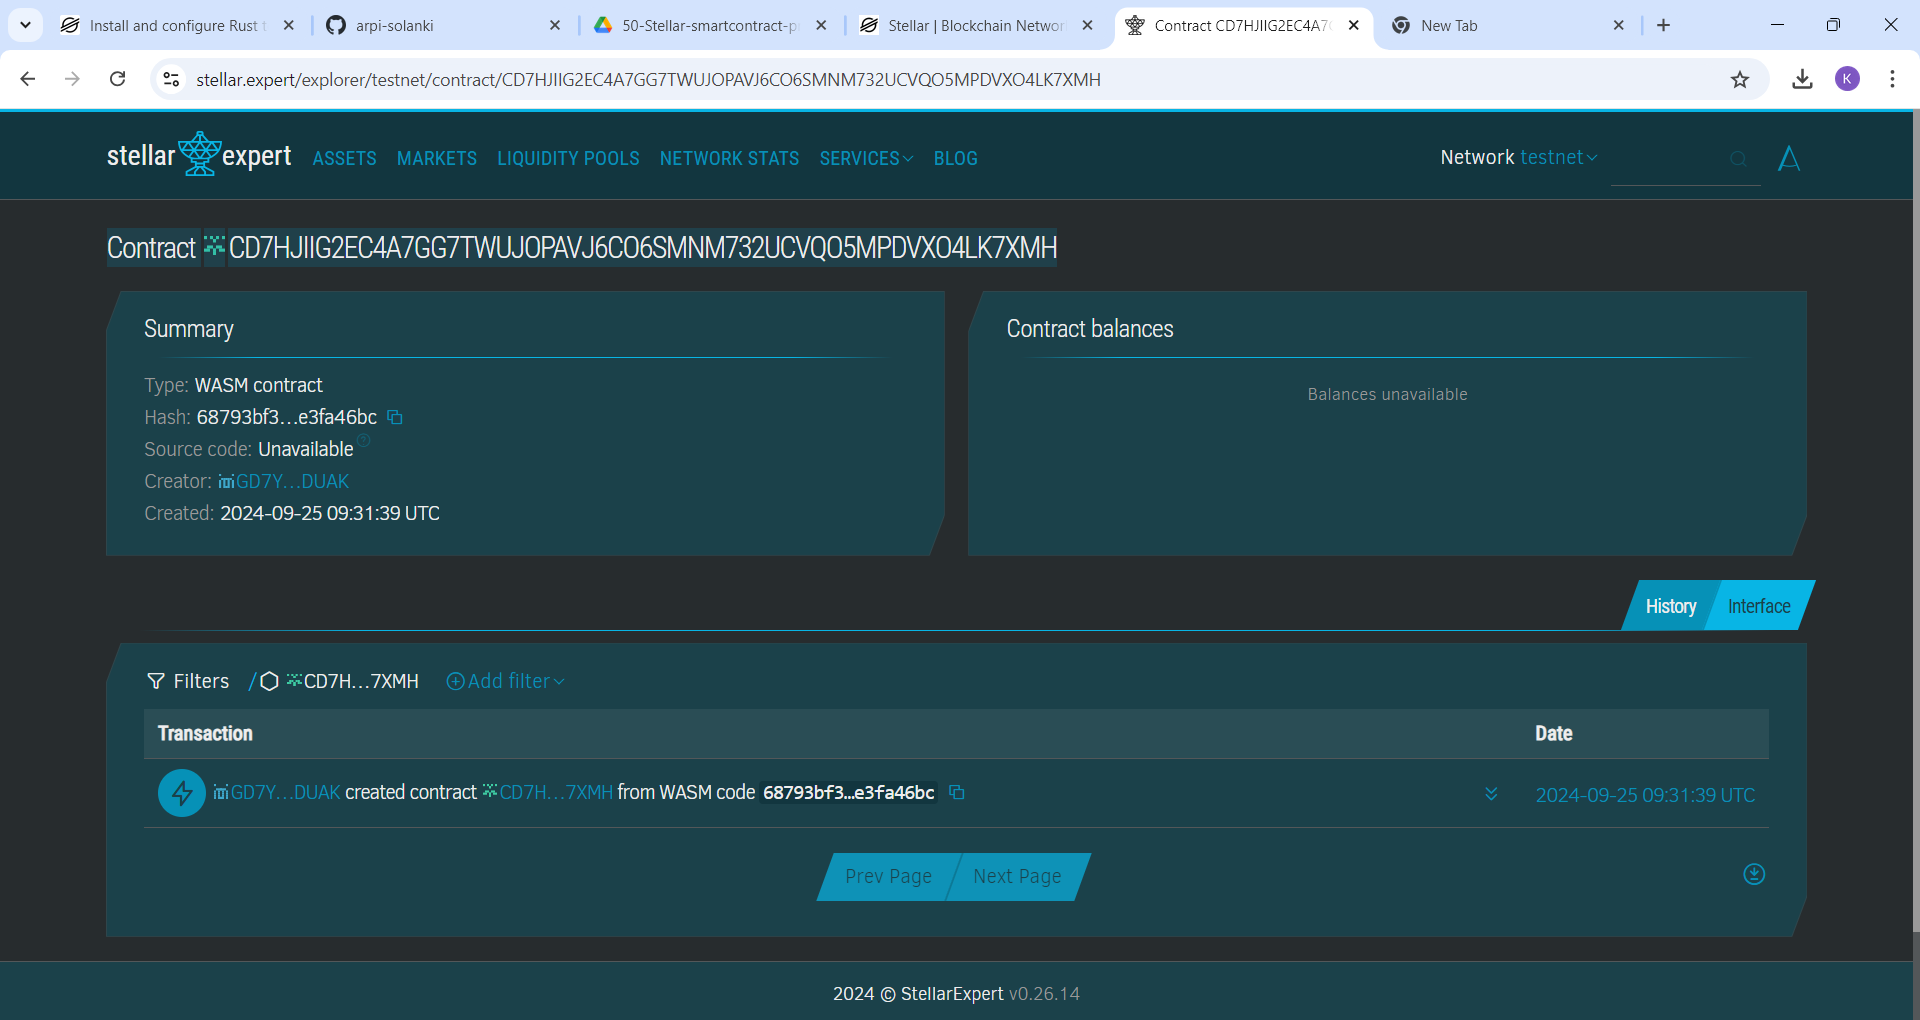 Install and configure Rust t
arpi-solanki
50-Stellar-smartcontract-p
Stellar | Blockchain Networ
Contract CD7HJIIG2EC4A7G
New Tab
stellar.expert/explorer/testnet/contract/CD7HJIIG2EC4A7GG7TWUJOPAVJ6CO6SMNM732UCVQO5MPDVXO4LK7XMH
K
stellar expert
ASSETS
MARKETS
LIQUIDITY POOLS
NETWORK STATS
SERVICES
BLOG
Network testnet
Contract CD7HJIIG2EC4A7GG7TWUJOPAVJ6CO6SMNM732UCVQO5MPDVXO4LK7XMH
Summary
Type: WASM contract
Hash: 68793bf3…e3fa46bc
Source code: Unavailable
Creator: GD7Y…DUAK
Created: 2024-09-25 09:31:39 UTC
Contract balances
Balances unavailable
History
Interface
Filters / CD7H…7XMH Add filter
Transaction
Date
GD7Y…DUAK created contract CD7H…7XMH from WASM code 68793bf3…e3fa46bc
2024-09-25 09:31:39 UTC
Prev Page
Next Page
2024 © StellarExpert v0.26.14